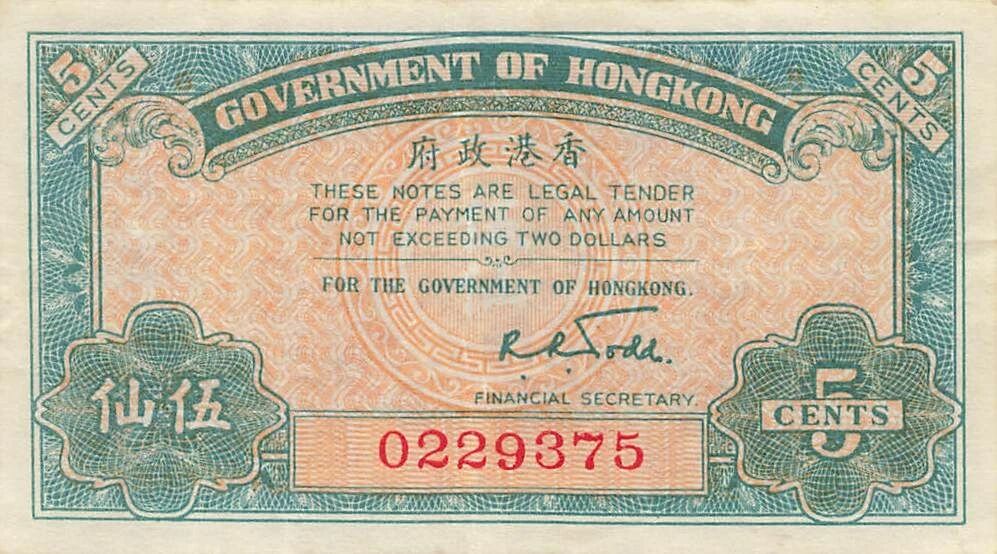 5 CENTS
5 CENTS
GOVERNMENT OF HONGKONG
府政港香
THESE NOTES ARE LEGAL TENDER
FOR THE PAYMENT OF ANY AMOUNT
NOT EXCEEDING TWO DOLLARS
FOR THE GOVERNMENT OF HONGKONG.
R. R. Todd.
FINANCIAL SECRETARY.
仙伍
5 CENTS
0229375